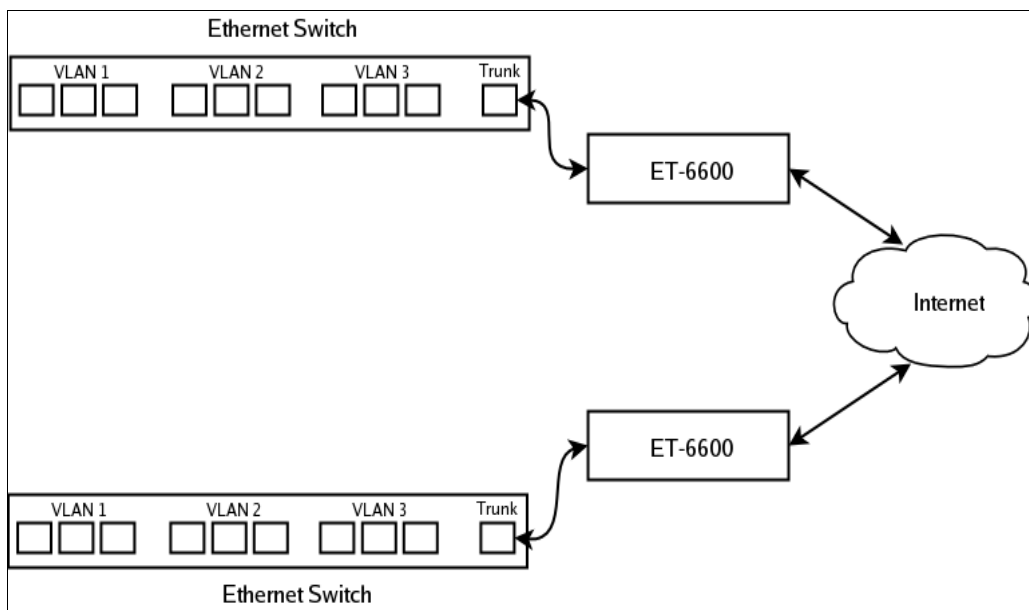 Ethernet Switch
VLAN 1 VLAN 2 VLAN 3 Trunk
ET-6600
Internet
ET-6600
VLAN 1 VLAN 2 VLAN 3 Trunk
Ethernet Switch